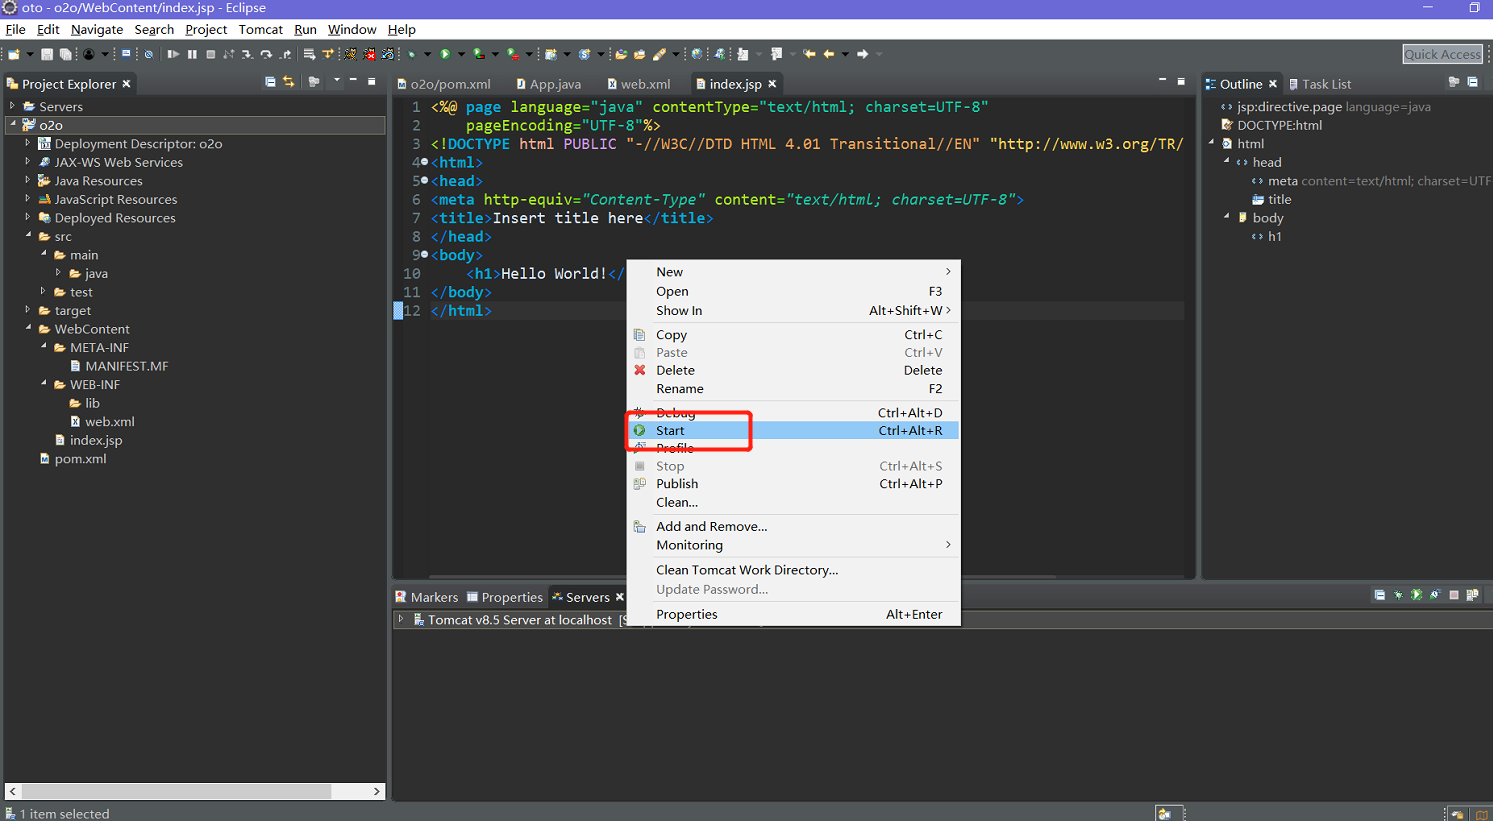 oto - o2o/WebContent/index.jsp - Eclipse
File Edit Navigate Search Project Tomcat Run Window Help
Quick Access
Project Explorer
Servers
o2o
Deployment Descriptor: o2o
JAX-WS Web Services
Java Resources
JavaScript Resources
Deployed Resources
src
main
java
test
target
WebContent
META-INF
MANIFEST.MF
WEB-INF
lib
web.xml
index.jsp
pom.xml
o2o/pom.xml App.java web.xml index.jsp
1 <%@ page language="java" contentType="text/html; charset=UTF-8"
2 pageEncoding="UTF-8"%>
3 <!DOCTYPE html PUBLIC "-//W3C//DTD HTML 4.01 Transitional//EN" "http://www.w3.org/TR/
4 <html>
5 <head>
6 <meta http-equiv="Content-Type" content="text/html; charset=UTF-8">
7 <title>Insert title here</title>
8 </head>
9 <body>
10 <h1>Hello World!</
11 </body>
12 </html>
New
Open F3
Show In Alt+Shift+W
Copy Ctrl+C
Paste Ctrl+V
Delete Delete
Rename F2
Debug Ctrl+Alt+D
Start Ctrl+Alt+R
Profile
Stop Ctrl+Alt+S
Publish Ctrl+Alt+P
Clean...
Add and Remove...
Monitoring
Clean Tomcat Work Directory...
Update Password...
Properties Alt+Enter
Outline Task List
jsp:directive.page language=java
DOCTYPE:html
html
head
meta content=text/html; charset=UTF
title
body
h1
Markers Properties Servers
Tomcat v8.5 Server at localhost [S
1 item selected